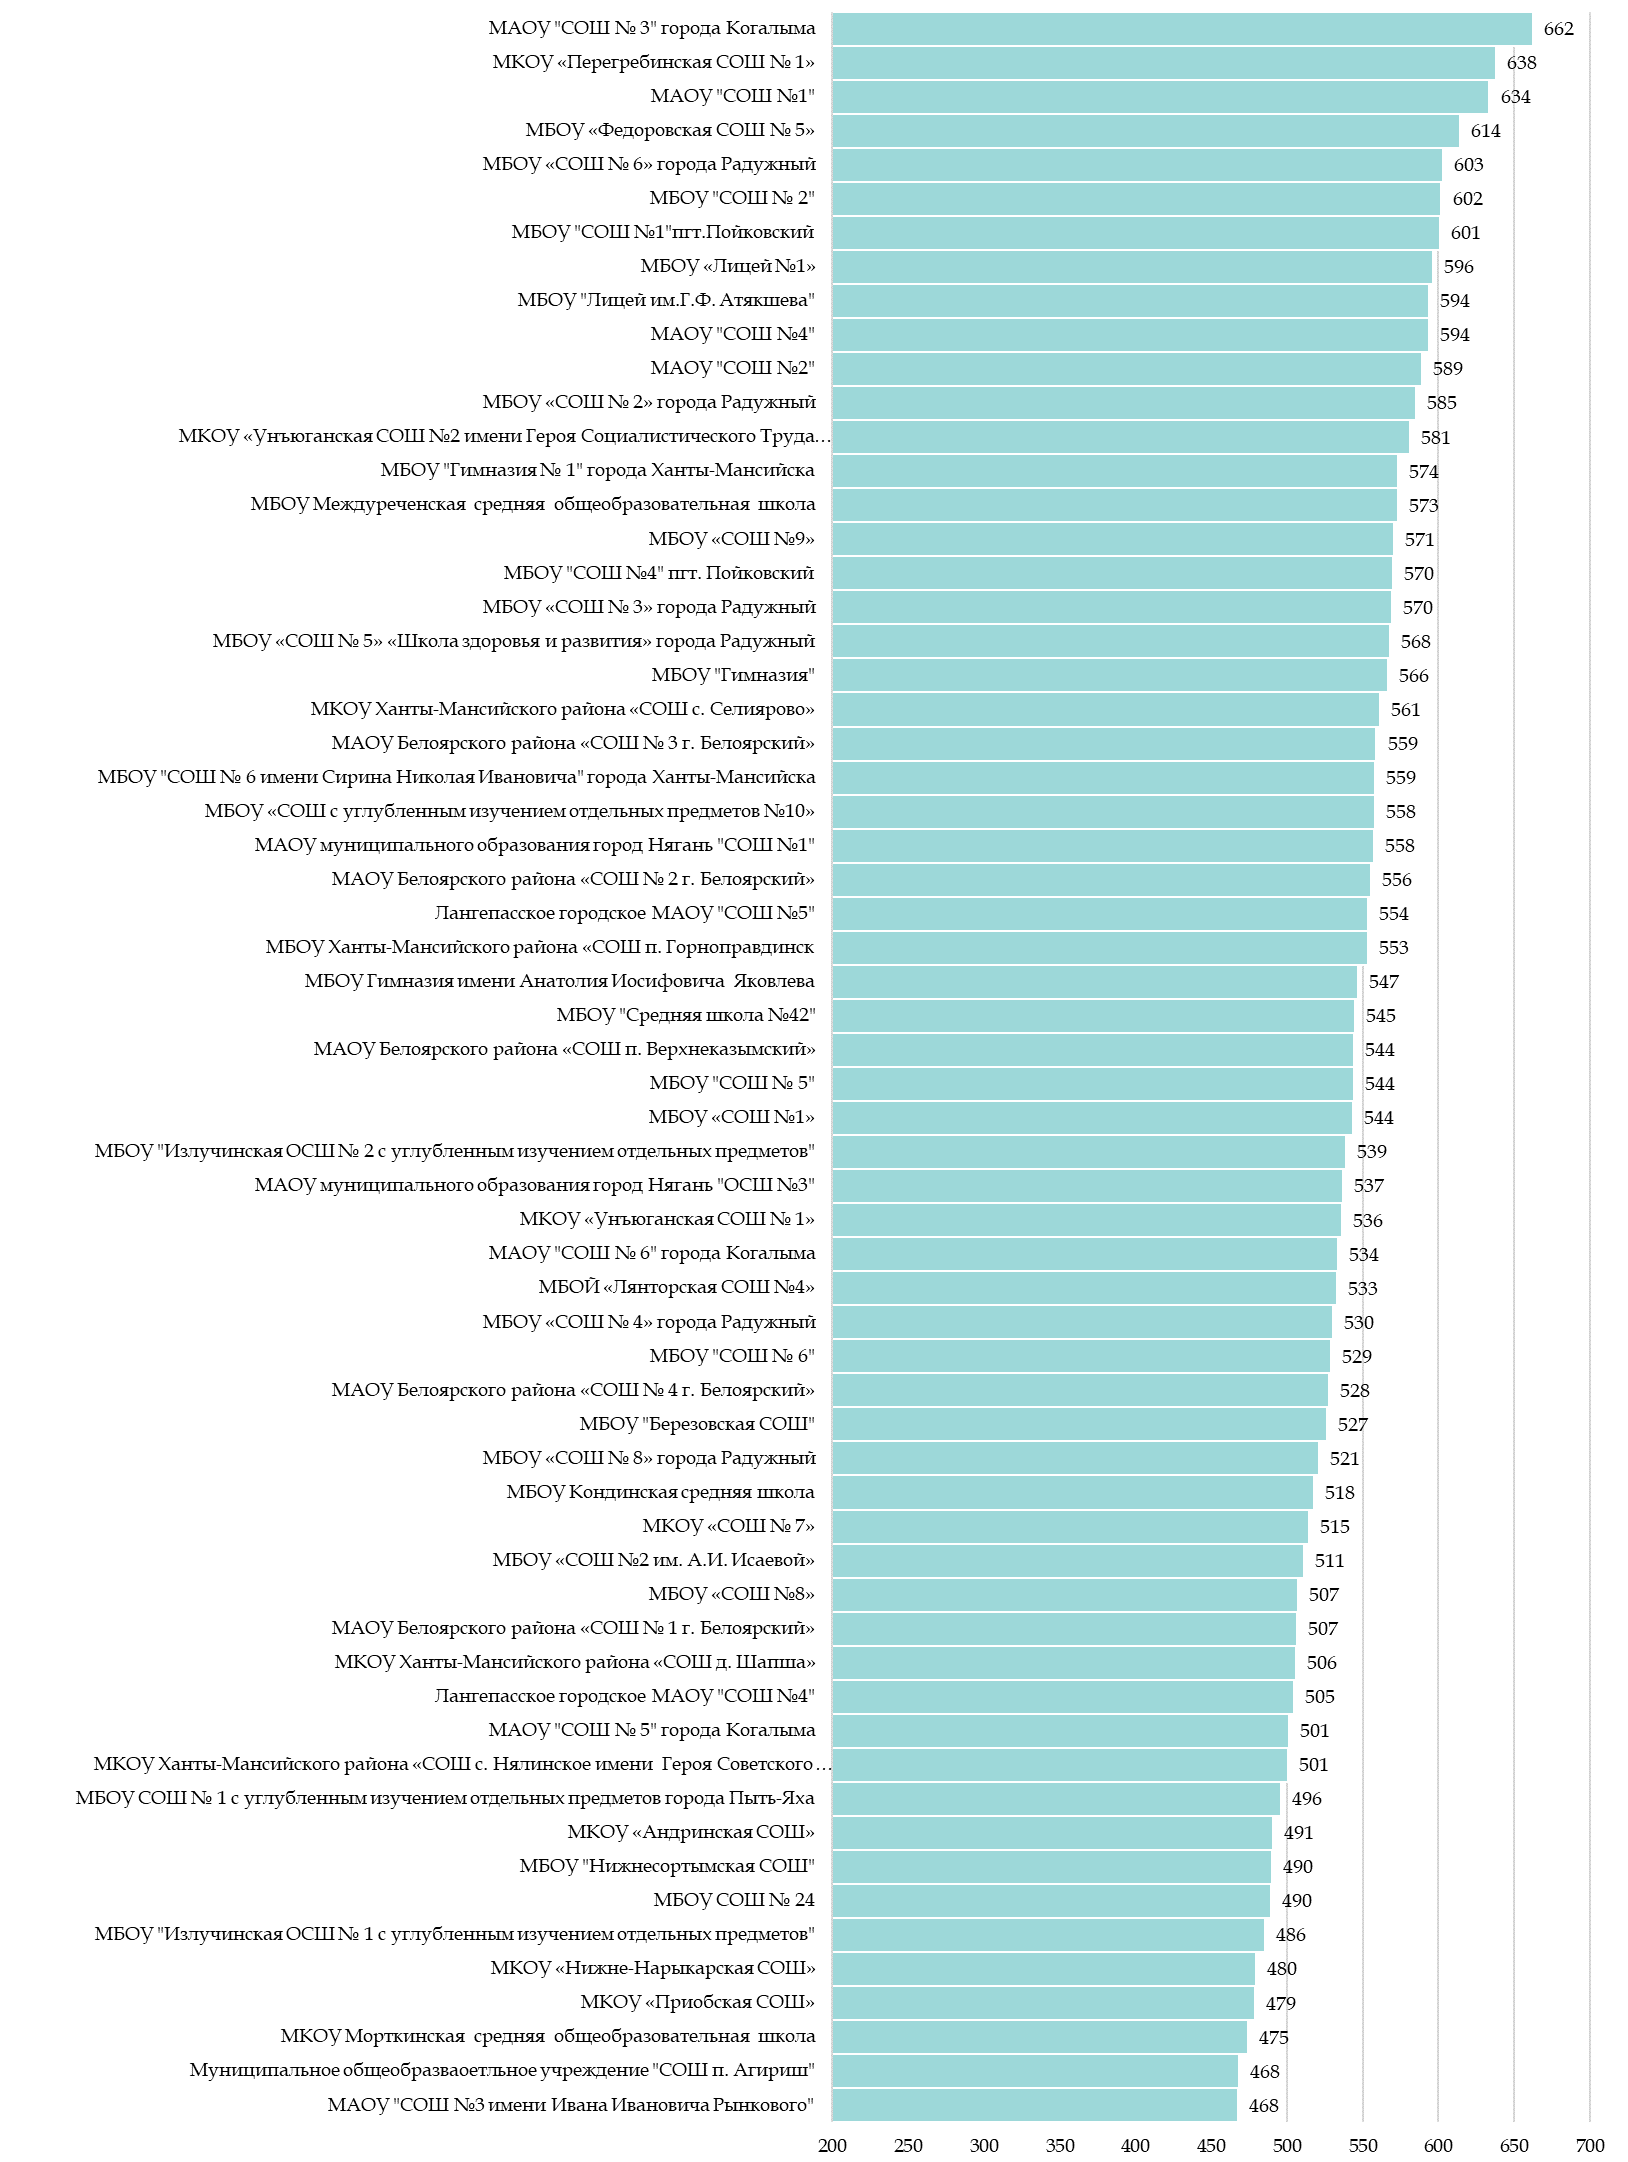 МАОУ "СОШ № 3" города Когалыма 662
МКОУ «Перегребинская СОШ № 1» 638
МАОУ "СОШ №1" 634
МБОУ «Федоровская СОШ № 5» 614
МБОУ «СОШ № 6» города Радужный 603
МБОУ "СОШ № 2" 602
МБОУ "СОШ №1"пгт.Пойковский 601
МБОУ «Лицей №1» 596
МБОУ "Лицей им.Г.Ф. Атякшева" 594
МАОУ "СОШ №4" 594
МАОУ "СОШ №2" 589
МБОУ «СОШ № 2» города Радужный 585
МКОУ «Унъюганская СОШ №2 имени Героя Социалистического Труда… 581
МБОУ "Гимназия № 1" города Ханты-Мансийска 574
МБОУ Междуреченская средняя общеобразовательная школа 573
МБОУ «СОШ №9» 571
МБОУ "СОШ №4" пгт. Пойковский 570
МБОУ «СОШ № 3» города Радужный 570
МБОУ «СОШ № 5» «Школа здоровья и развития» города Радужный 568
МБОУ "Гимназия" 566
МКОУ Ханты-Мансийского района «СОШ с. Селиярово» 561
МАОУ Белоярского района «СОШ № 3 г. Белоярский» 559
МБОУ "СОШ № 6 имени Сирина Николая Ивановича" города Ханты-Мансийска 559
МБОУ «СОШ с углубленным изучением отдельных предметов №10» 558
МАОУ муниципального образования город Нягань "СОШ №1" 558
МАОУ Белоярского района «СОШ № 2 г. Белоярский» 556
Лангепасское городское МАОУ "СОШ №5" 554
МБОУ Ханты-Мансийского района «СОШ п. Горноправдинск 553
МБОУ Гимназия имени Анатолия Иосифовича Яковлева 547
МБОУ "Средняя школа №42" 545
МАОУ Белоярского района «СОШ п. Верхнеказымский» 544
МБОУ "СОШ № 5" 544
МБОУ «СОШ №1» 544
МБОУ "Излучинская ОСШ № 2 с углубленным изучением отдельных предметов" 539
МАОУ муниципального образования город Нягань "ОСШ №3" 537
МКОУ «Унъюганская СОШ № 1» 536
МАОУ "СОШ № 6" города Когалыма 534
МБОЙ «Лянторская СОШ №4» 533
МБОУ «СОШ № 4» города Радужный 530
МБОУ "СОШ № 6" 529
МАОУ Белоярского района «СОШ № 4 г. Белоярский» 528
МБОУ "Березовская СОШ" 527
МБОУ «СОШ № 8» города Радужный 521
МБОУ Кондинская средняя школа 518
МКОУ «СОШ № 7» 515
МБОУ «СОШ №2 им. А.И. Исаевой» 511
МБОУ «СОШ №8» 507
МАОУ Белоярского района «СОШ № 1 г. Белоярский» 507
МКОУ Ханты-Мансийского района «СОШ д. Шапша» 506
Лангепасское городское МАОУ "СОШ №4" 505
МАОУ "СОШ № 5" города Когалыма 501
МКОУ Ханты-Мансийского района «СОШ с. Нялинское имени Героя Советского … 501
МБОУ СОШ № 1 с углубленным изучением отдельных предметов города Пыть-Яха 496
МКОУ «Андринская СОШ» 491
МБОУ "Нижнесортымская СОШ" 490
МБОУ СОШ № 24 490
МБОУ "Излучинская ОСШ № 1 с углубленным изучением отдельных предметов" 486
МКОУ «Нижне-Нарыкарская СОШ» 480
МКОУ «Приобская СОШ» 479
МКОУ Морткинская средняя общеобразовательная школа 475
Муниципальное общеобразваоетльное учреждение "СОШ п. Агириш" 468
МАОУ "СОШ №3 имени Ивана Ивановича Рынкового" 468
200 250 300 350 400 450 500 550 600 650 700